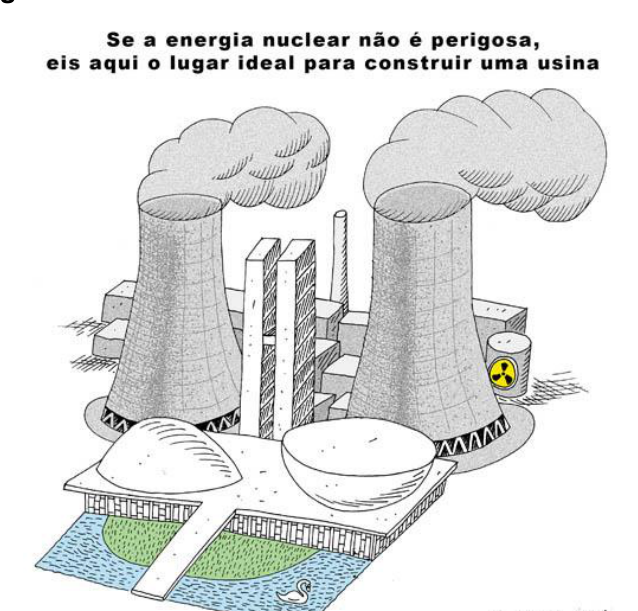 Se a energia nuclear não é perigosa,
eis aqui o lugar ideal para construir uma usina